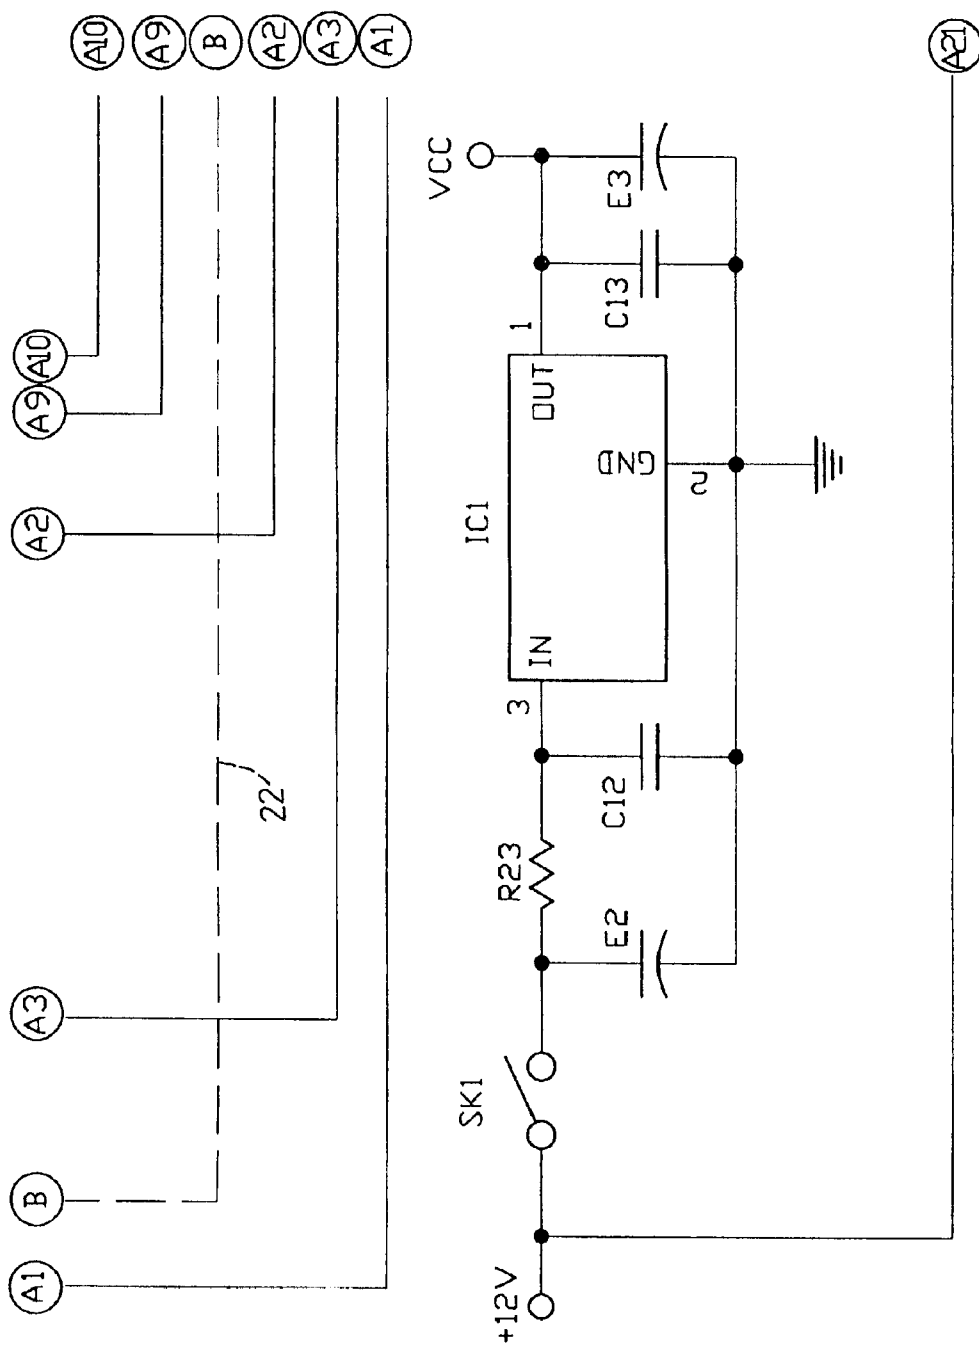 A1 B A3 A2 A9 A10
A10
A9
B
A2
22
A3
A1
VCC
SK1
IC1
+12V
R23
3
1
IN
OUT
E2
C12
GND
C13
E3
2
A21